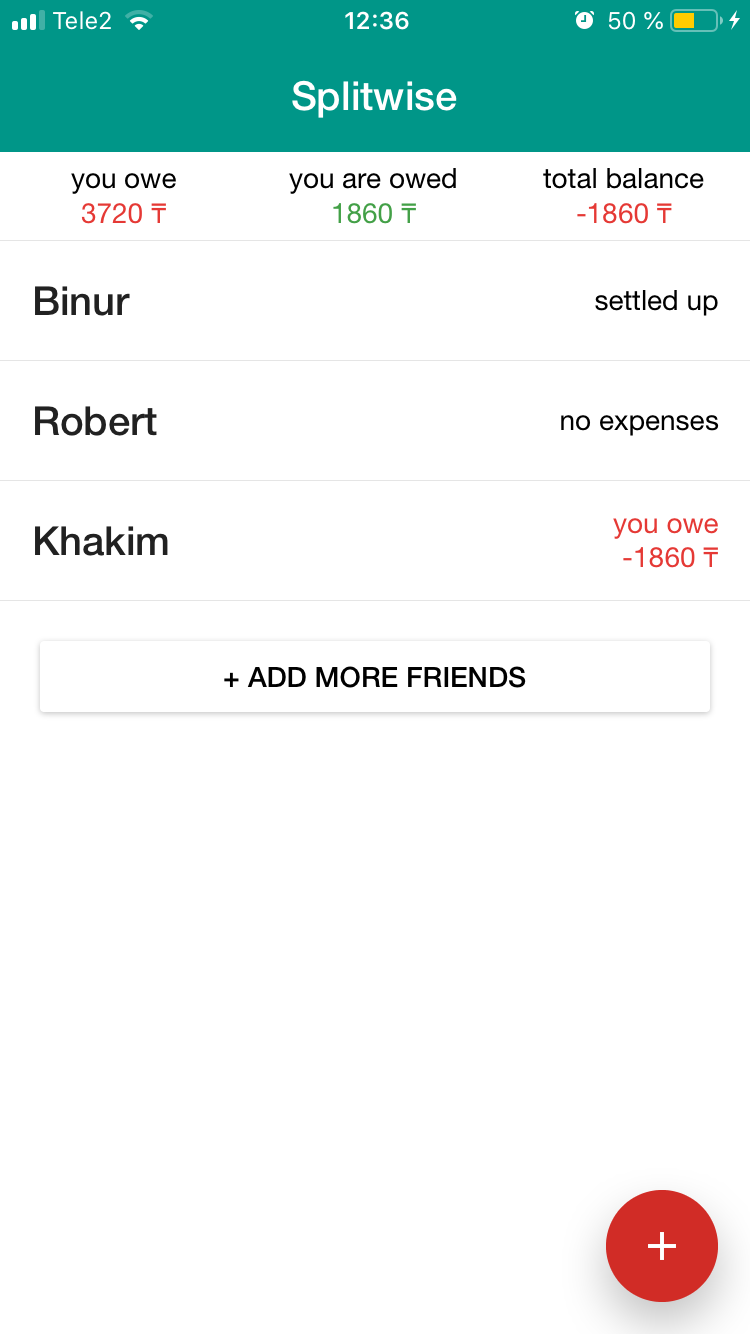 Tele2 12:36 50 %
Splitwise
you owe you are owed total balance
3720 ₸ 1860 ₸ -1860 ₸
Binur settled up
Robert no expenses
you owe
Khakim
-1860 ₸
+ ADD MORE FRIENDS
+